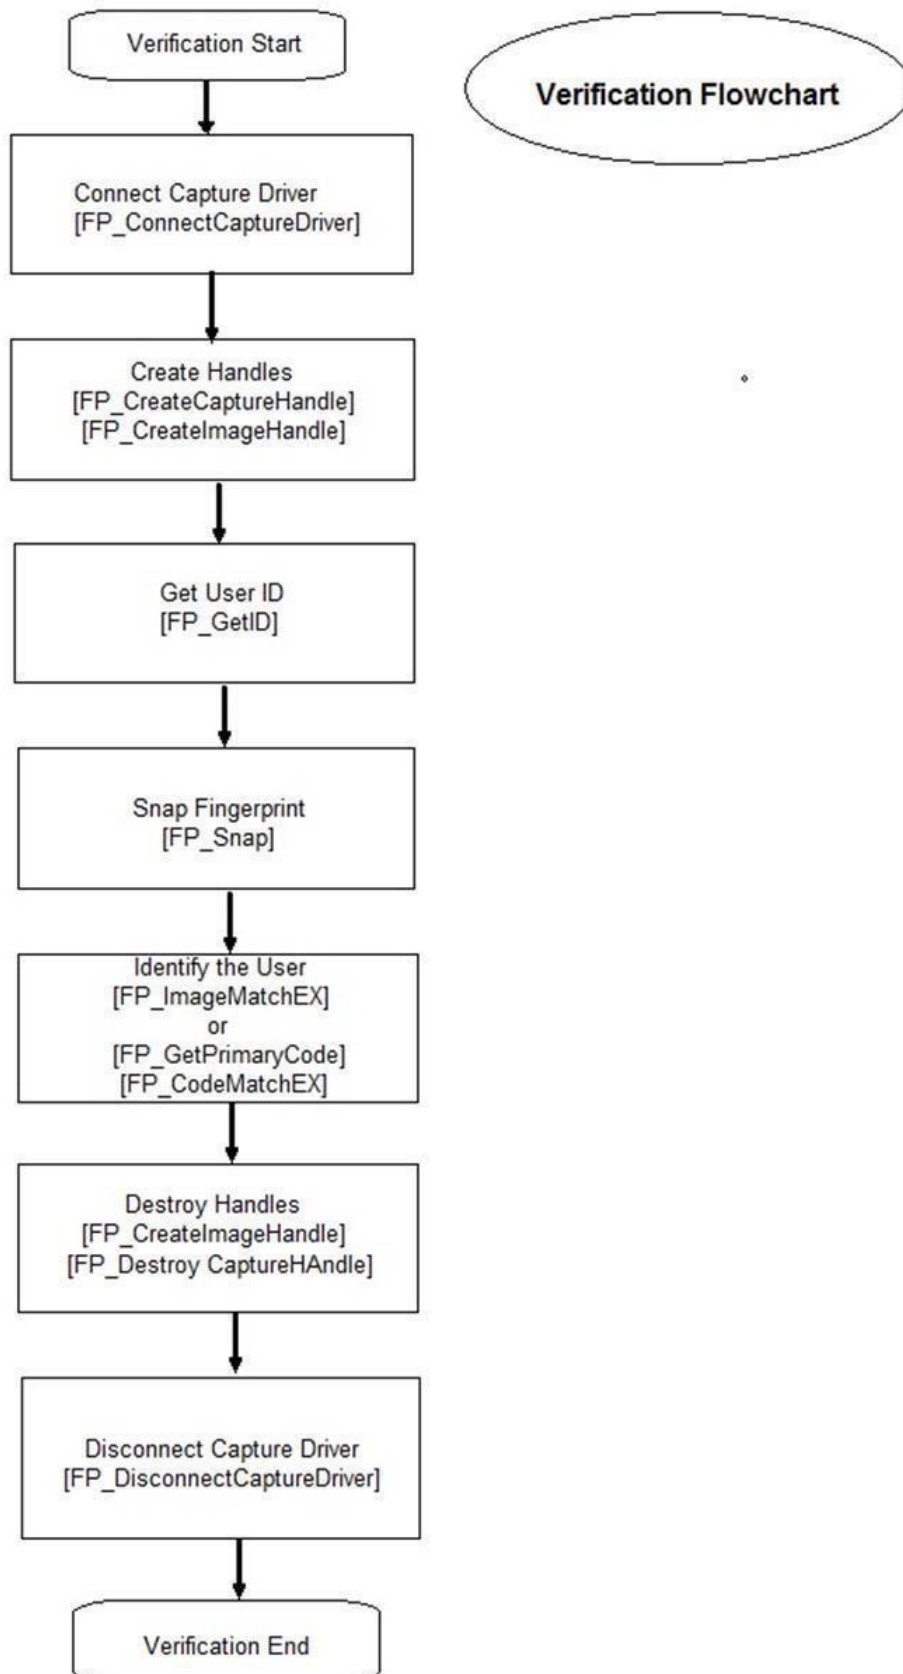 Verification Start
Verification Flowchart
Connect Capture Driver
[FP_ConnectCaptureDriver]
Create Handles
[FP_CreateCaptureHandle]
[FP_CreateImageHandle]
Get User ID
[FP_GetID]
Snap Fingerprint
[FP_Snap]
Identify the User
[FP_ImageMatchEX]
or
[FP_GetPrimaryCode]
[FP_CodeMatchEX]
Destroy Handles
[FP_CreateImageHandle]
[FP_Destroy CaptureHAndle]
Disconnect Capture Driver
[FP_DisconnectCaptureDriver]
Verification End